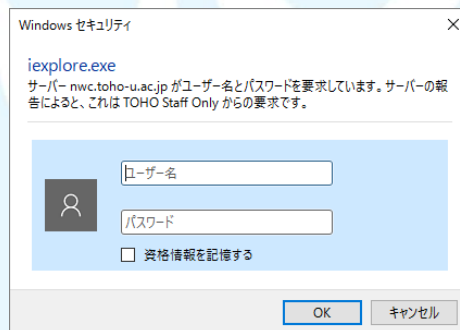 Windows セキュリティ
iexplore.exe
サーバー nwc.toho-u.ac.jp がユーザー名とパスワードを要求しています。サーバーの報
告によると、これは TOHO Staff Only からの要求です。
ユーザー名
パスワード
資格情報を記憶する
OK キャンセル